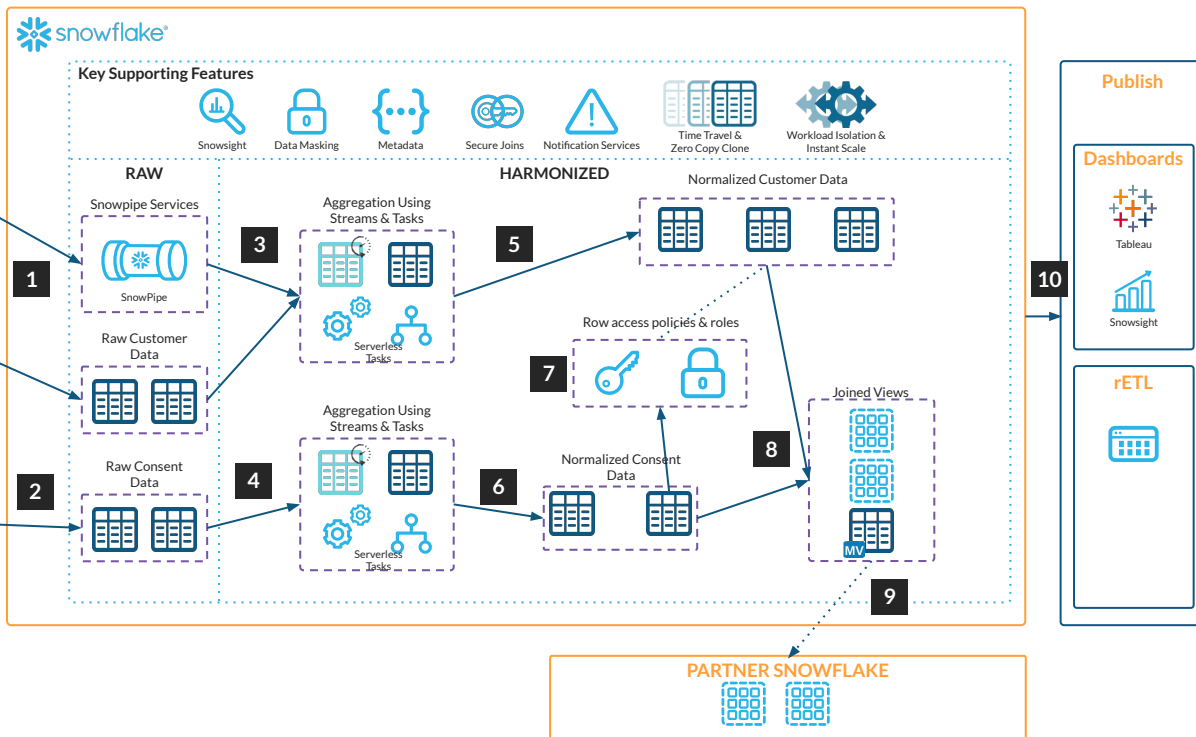 snowflake®
Key Supporting Features
Snowsight
Data Masking
Metadata
Secure Joins
Notification Services
Time Travel &
Zero Copy Clone
Workload Isolation &
Instant Scale
RAW
HARMONIZED
Snowpipe Services
SnowPipe
1
Raw Customer
Data
Raw Consent
Data
2
3
4
Aggregation Using
Streams & Tasks
Serverless
Tasks
Aggregation Using
Streams & Tasks
Serverless
Tasks
5
6
Normalized Customer Data
Row access policies & roles
7
Normalized Consent
Data
8
Joined Views
MV
9
PARTNER SNOWFLAKE
10
Publish
Dashboards
Tableau
Snowsight
rETL